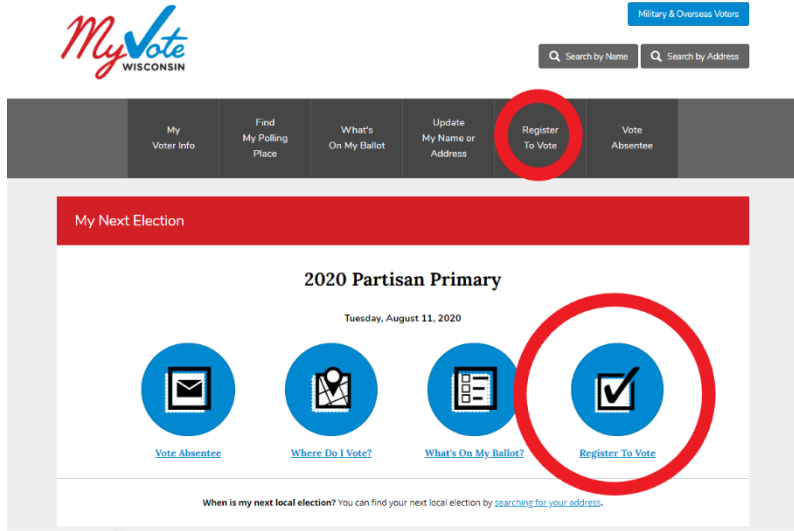 Military & Overseas Voters
My Vote
WISCONSIN
Search by Name
Search by Address
My
Voter Info
Find
My Polling
Place
What's
On My Ballot
Update
My Name or
Address
Register
To Vote
Vote
Absentee
My Next Election
2020 Partisan Primary
Tuesday, August 11, 2020
Vote Absentee
Where Do I Vote?
What's On My Ballot?
Register To Vote
When is my next local election? You can find your next local election by searching for your address.